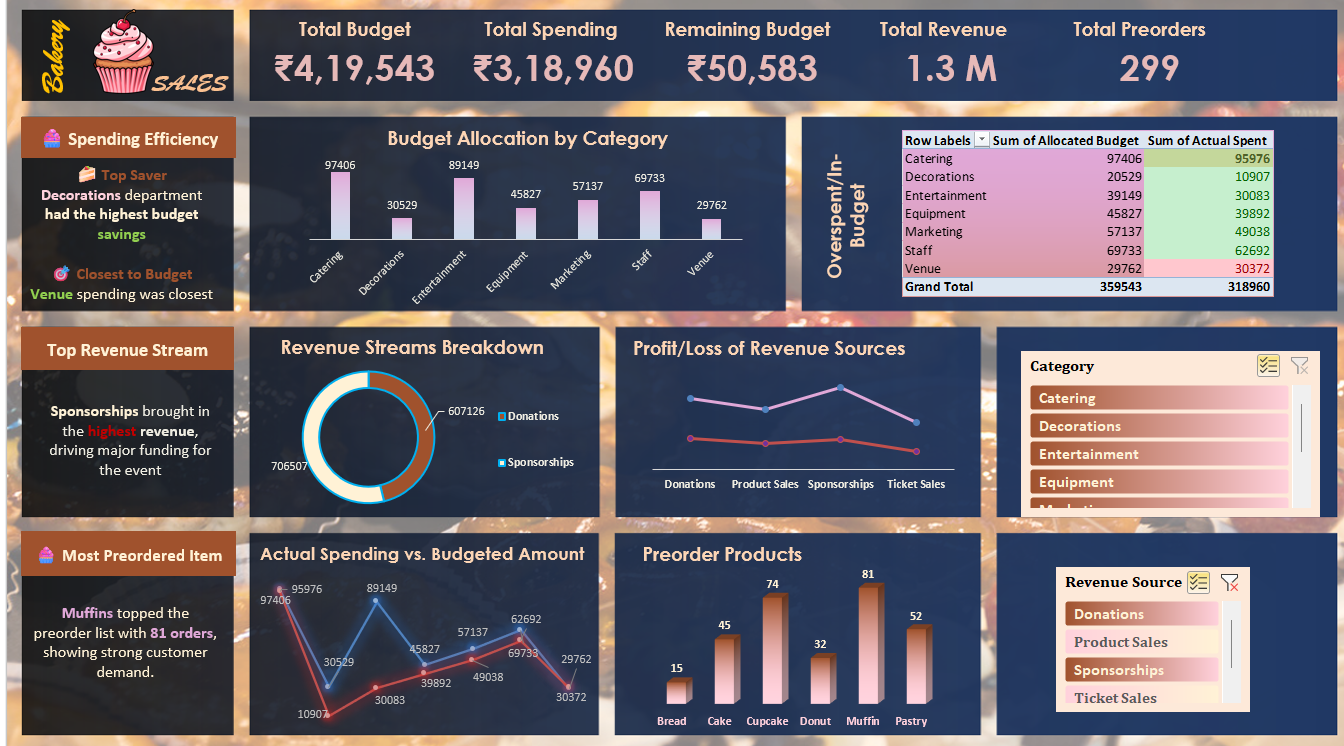 Bakery
SALES
Total Budget
₹4,19,543
Total Spending
₹3,18,960
Remaining Budget
₹50,583
Total Revenue
1.3 M
Total Preorders
299
Spending Efficiency
Top Saver
Decorations department
had the highest budget
savings
Closest to Budget
Venue spending was closest
Budget Allocation by Category
97406
30529
89149
45827
57137
69733
29762
Catering
Decorations
Entertainment
Equipment
Marketing
Staff
Venue
Overspent/In-
Budget
Row Labels Sum of Allocated Budget Sum of Actual Spent
Catering 97406 95976
Decorations 20529 10907
Entertainment 39149 30083
Equipment 45827 39892
Marketing 57137 49038
Staff 69733 62692
Venue 29762 30372
Grand Total 359543 318960
Top Revenue Stream
Sponsorships brought in
the highest revenue,
driving major funding for
the event
Revenue Streams Breakdown
607126
706507
Donations
Sponsorships
Profit/Loss of Revenue Sources
Donations Product Sales Sponsorships Ticket Sales
Category
Catering
Decorations
Entertainment
Equipment
Most Preordered Item
Muffins topped the
preorder list with 81 orders,
showing strong customer
demand.
Actual Spending vs. Budgeted Amount
95976
97406
89149
30529
10907
30083
45827
39892
57137
49038
62692
69733
29762
30372
Preorder Products
15
45
74
32
81
52
Bread Cake Cupcake Donut Muffin Pastry
Revenue Source
Donations
Product Sales
Sponsorships
Ticket Sales